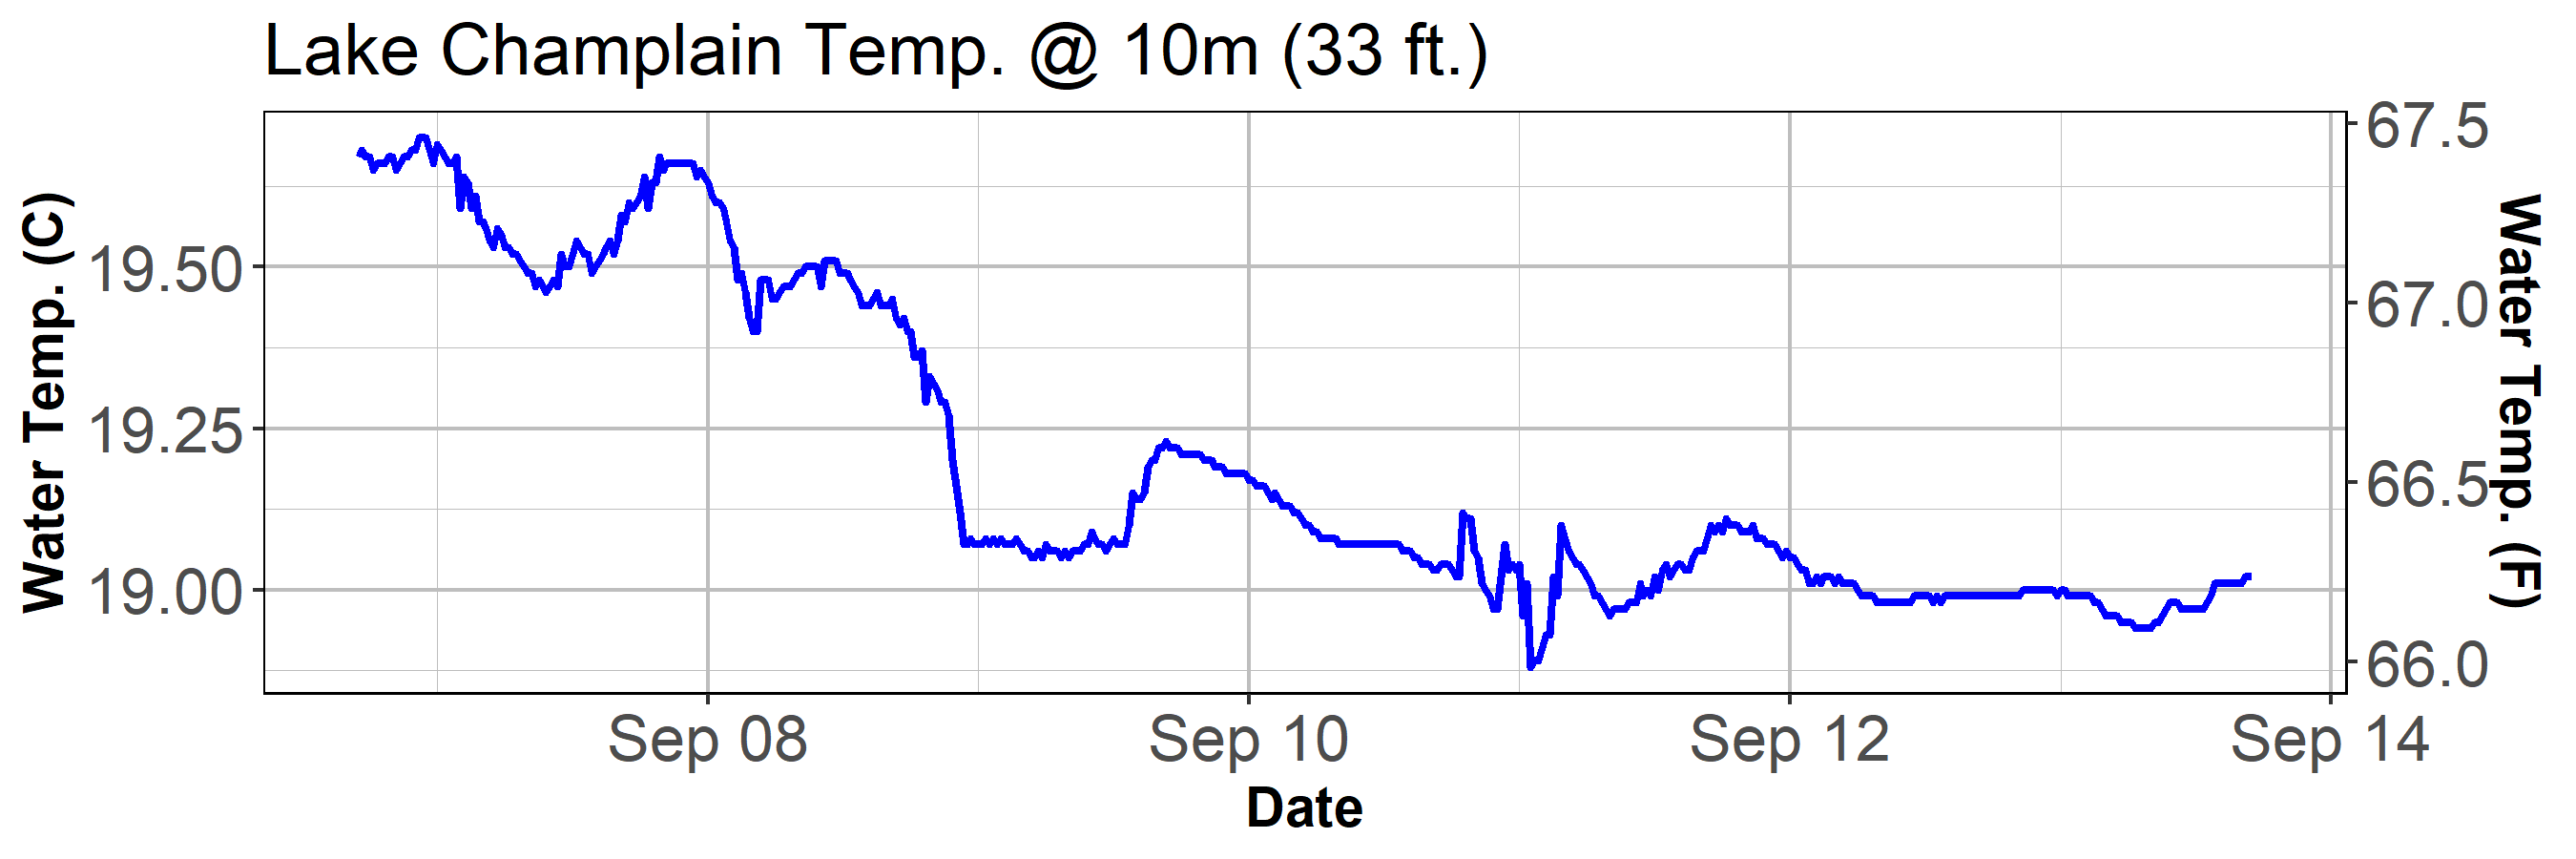 Lake Champlain Temp. @ 10m (33 ft.)
Water Temp. (C)
19.50
19.25
19.00
67.5
67.0
66.5
66.0
Water Temp. (F)
Sep 08 Sep 10 Sep 12 Sep 14
Date